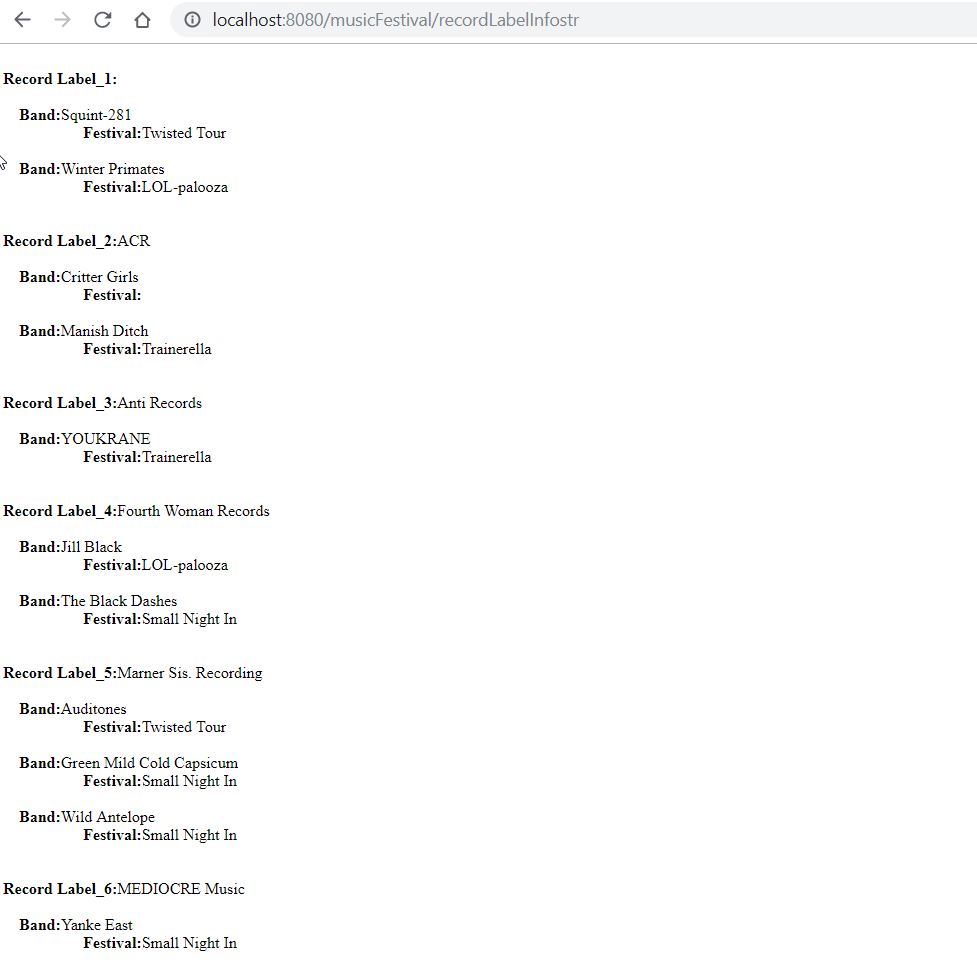 localhost:8080/musicFestival/recordLabelInfostr
Record Label_1:
Band:Squint-281
Festival:Twisted Tour
Band:Winter Primates
Festival:LOL-palooza
Record Label_2:ACR
Band:Critter Girls
Festival:
Band:Manish Ditch
Festival:Trainerella
Record Label_3:Anti Records
Band:YOUKRANE
Festival:Trainerella
Record Label_4:Fourth Woman Records
Band:Jill Black
Festival:LOL-palooza
Band:The Black Dashes
Festival:Small Night In
Record Label_5:Marner Sis. Recording
Band:Auditones
Festival:Twisted Tour
Band:Green Mild Cold Capsicum
Festival:Small Night In
Band:Wild Antelope
Festival:Small Night In
Record Label_6:MEDIOCRE Music
Band:Yanke East
Festival:Small Night In